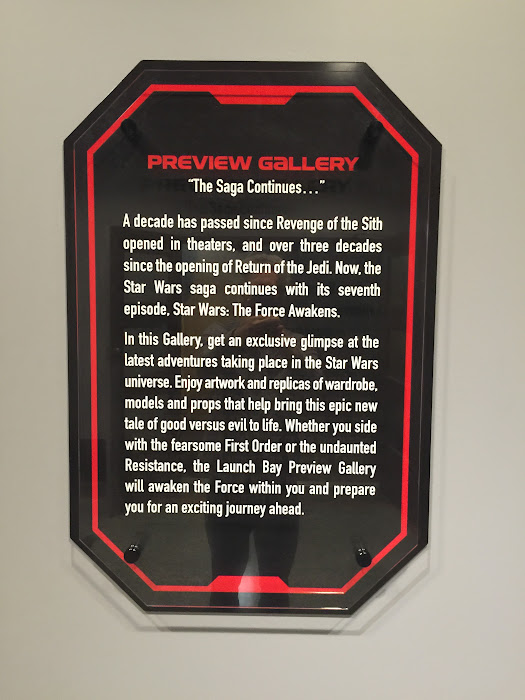 PREVIEW GALLERY
“The Saga Continues...”
A decade has passed since Revenge of the Sith
opened in theaters, and over three decades
since the opening of Return of the Jedi. Now, the
Star Wars saga continues with its seventh
episode, Star Wars: The Force Awakens.
In this Gallery, get an exclusive glimpse at the
latest adventures taking place in the Star Wars
universe. Enjoy artwork and replicas of wardrobe,
models and props that help bring this epic new
tale of good versus evil to life. Whether you side
with the fearsome First Order or the undaunted
Resistance, the Launch Bay Preview Gallery
will awaken the Force within you and prepare
you for an exciting journey ahead.